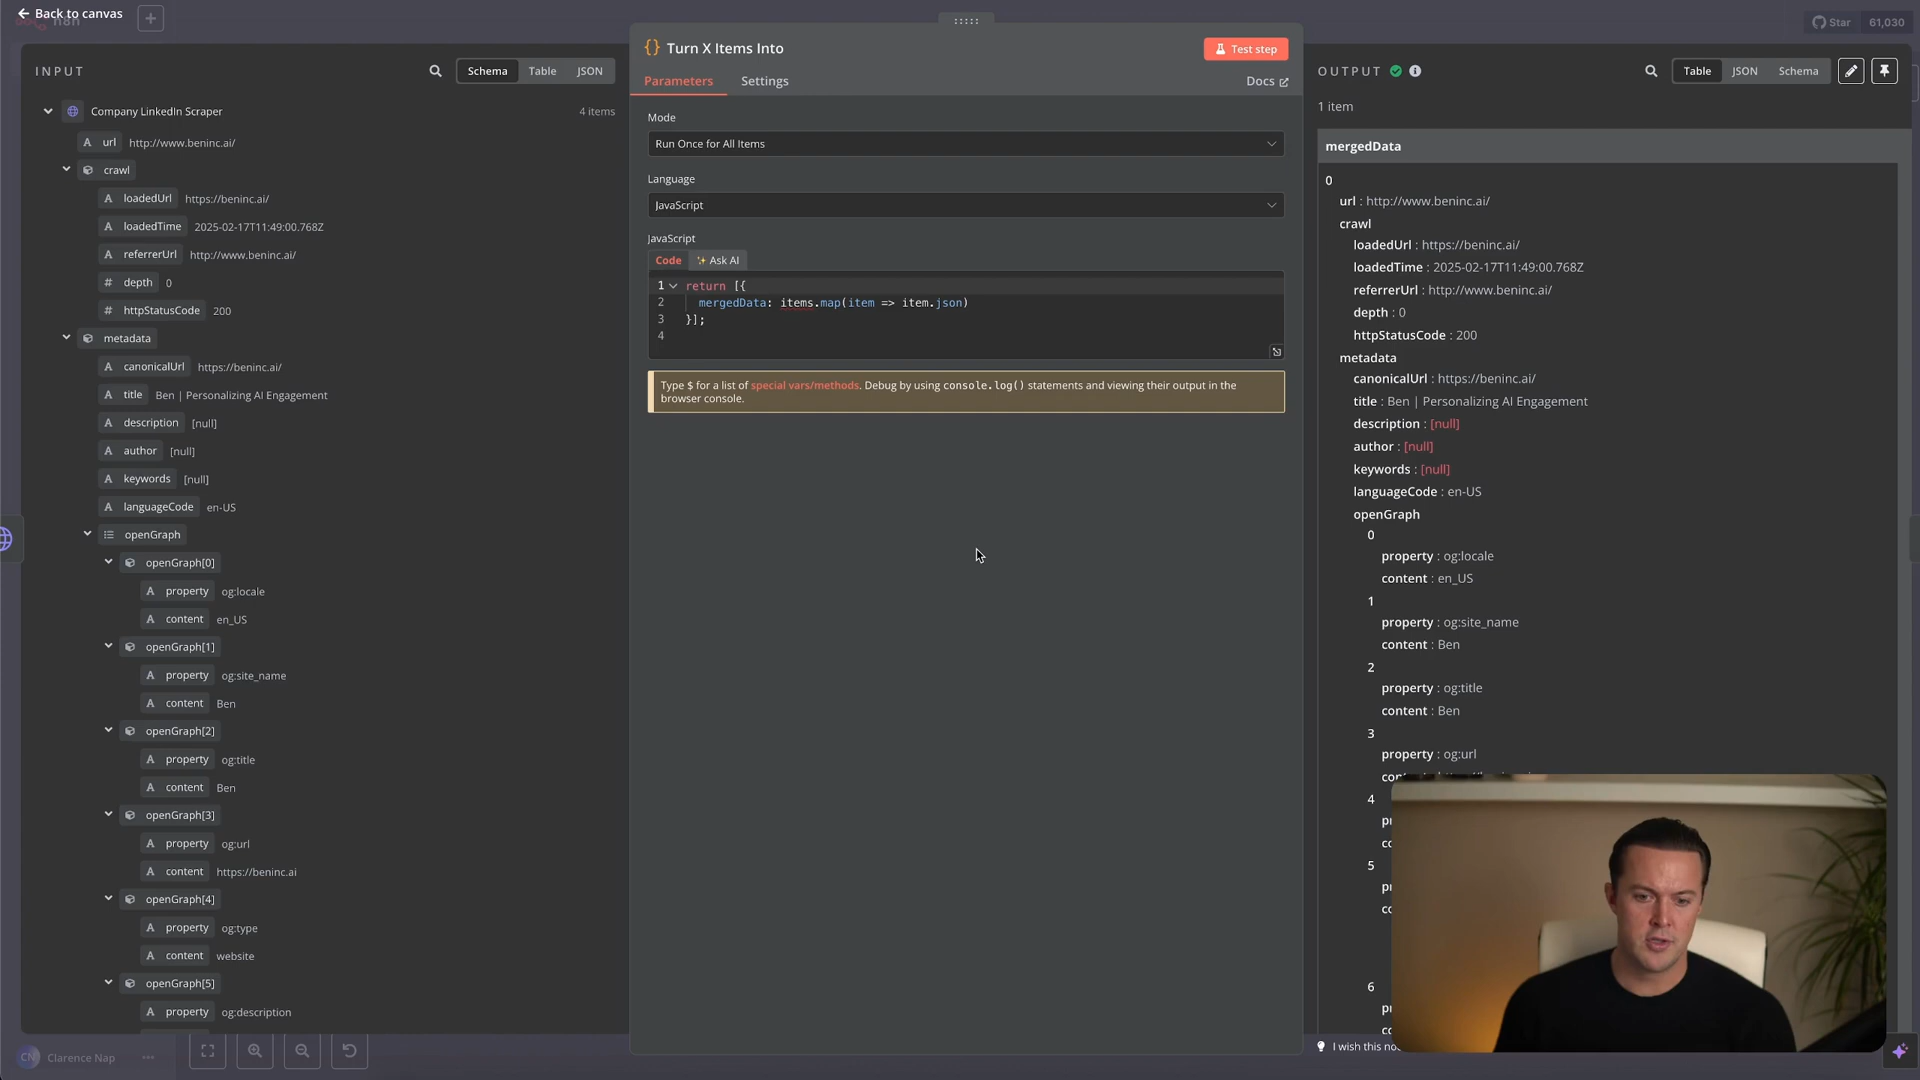 Back to canvas
n8n
Star
61,030
INPUT
Schema
Table
JSON
Company LinkedIn Scraper
4 items
A url http://www.beninc.ai/
crawl
A loadedUrl https://beninc.ai/
A loadedTime 2025-02-17T11:49:00.768Z
A referrerUrl http://www.beninc.ai/
# depth 0
# httpStatusCode 200
metadata
A canonicalUrl https://beninc.ai/
A title Ben | Personalizing AI Engagement
A description [null]
A author [null]
A keywords [null]
A languageCode en-US
openGraph
openGraph[0]
A property og:locale
A content en_US
openGraph[1]
A property og:site_name
A content Ben
openGraph[2]
A property og:title
A content Ben
openGraph[3]
A property og:url
A content https://beninc.ai
openGraph[4]
A property og:type
A content website
openGraph[5]
A property og:description
CN Clarence Nap
{} Turn X Items Into
Test step
Parameters
Settings
Docs
Mode
Run Once for All Items
Language
JavaScript
JavaScript
Code
Ask AI
1 return [{
2 mergedData: items.map(item => item.json)
3 }];
4
Type $ for a list of special vars/methods. Debug by using console.log() statements and viewing their output in the
browser console.
OUTPUT
Table
JSON
Schema
1 item
mergedData
0
url : http://www.beninc.ai/
crawl
loadedUrl : https://beninc.ai/
loadedTime : 2025-02-17T11:49:00.768Z
referrerUrl : http://www.beninc.ai/
depth : 0
httpStatusCode : 200
metadata
canonicalUrl : https://beninc.ai/
title : Ben | Personalizing AI Engagement
description : [null]
author : [null]
keywords : [null]
languageCode : en-US
openGraph
0
property : og:locale
content : en_US
1
property : og:site_name
content : Ben
2
property : og:title
content : Ben
3
property : og:url
4
5
6
I wish this